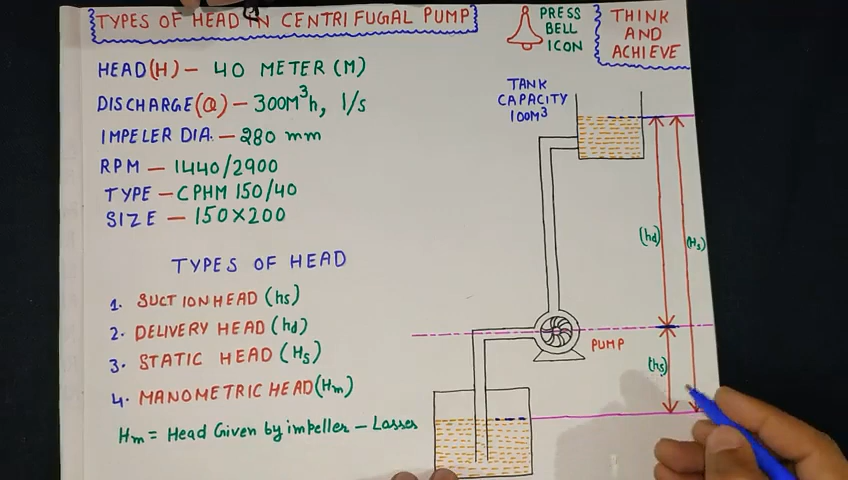 TYPES OF HEAD IN CENTRIFUGAL PUMP
PRESS
BELL
ICON
THINK
AND
ACHIEVE
HEAD(H) - 40 METER (M)
DISCHARGE(Q) - 300M³h, l/s
IMPELER DIA. - 280 mm
RPM - 1440/2900
TYPE - CPHM 150/40
SIZE - 150X200
TANK
CAPACITY
100M³
TYPES OF HEAD
1. SUCTION HEAD (hs)
2. DELIVERY HEAD (hd)
3. STATIC HEAD (Hs)
4. MANOMETRIC HEAD (Hm)
Hm = Head Given by impeller - Losses
(hd)
(Hs)
PUMP
(hs)